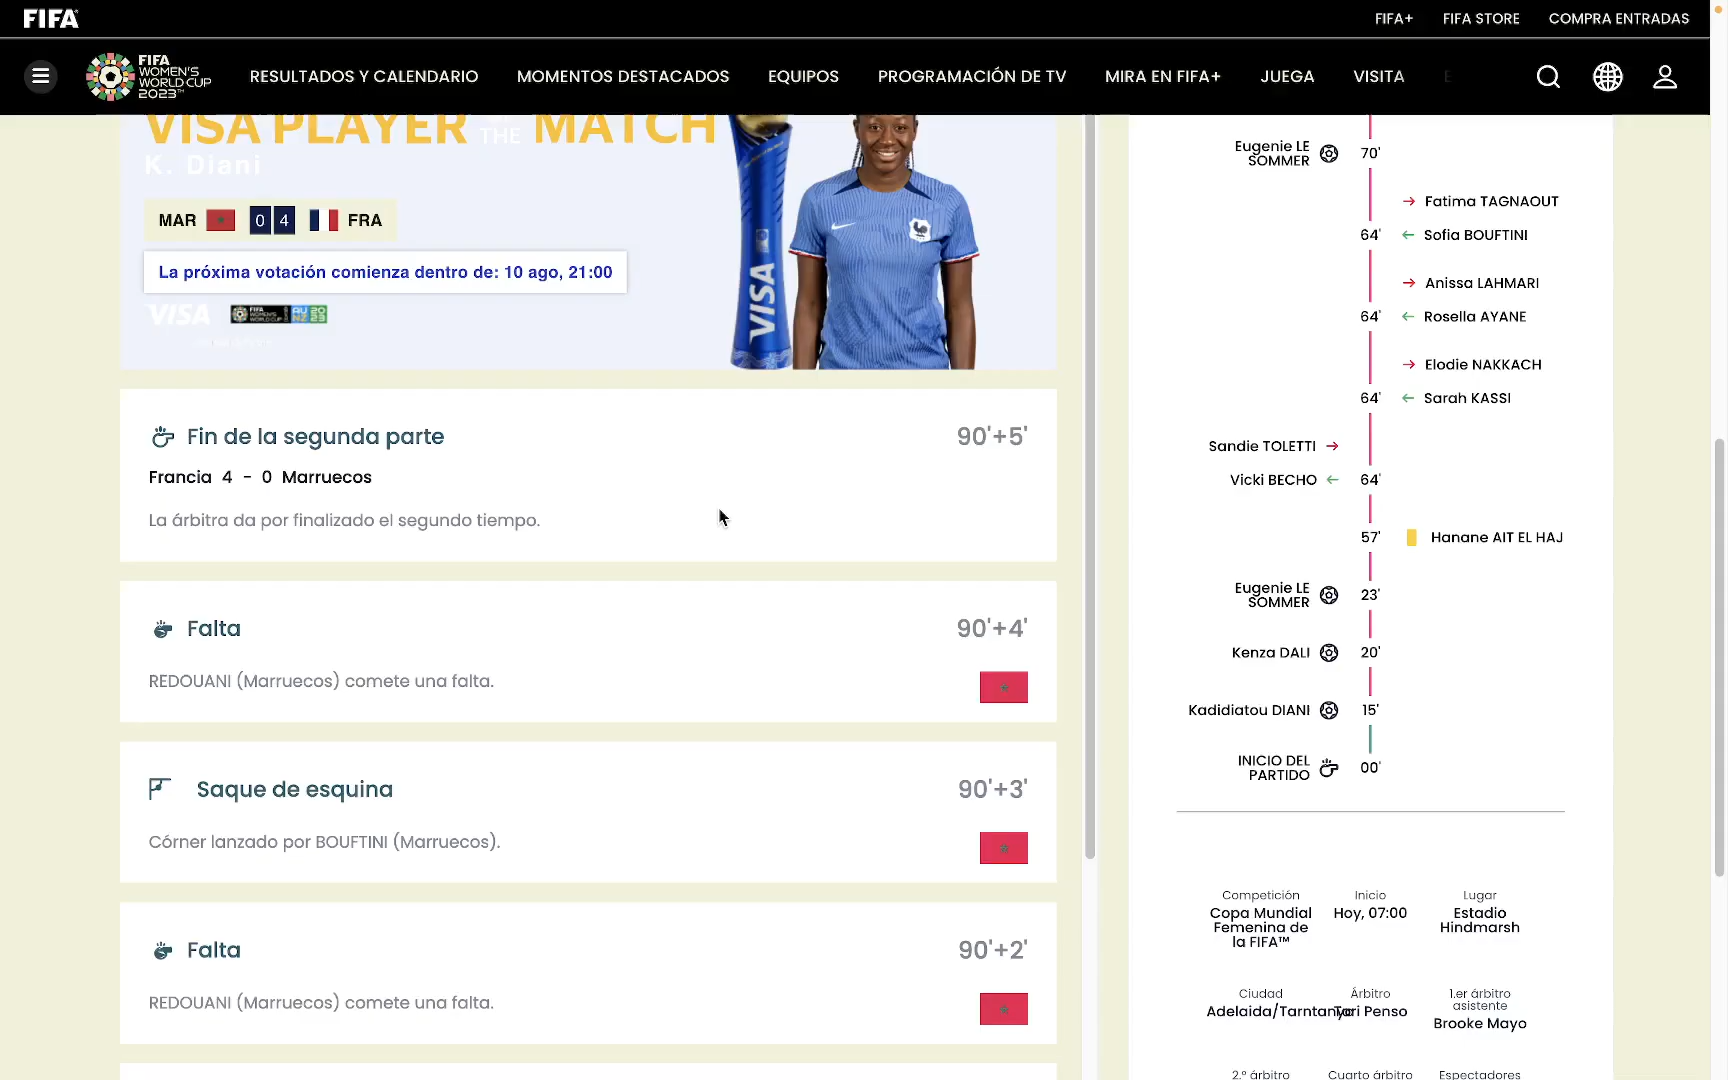 FIFA
FIFA+
FIFA STORE
COMPRA ENTRADAS
FIFA
WOMEN'S
WORLD CUP
2023™
RESULTADOS Y CALENDARIO
MOMENTOS DESTACADOS
EQUIPOS
PROGRAMACIÓN DE TV
MIRA EN FIFA+
JUEGA
VISITA
E
VISA PLAYER THE MATCH
K. Diani
MAR 0 4 FRA
La próxima votación comienza dentro de: 10 ago, 21:00
VISA
VISA
Fin de la segunda parte
90'+5'
Francia 4 - 0 Marruecos
La árbitra da por finalizado el segundo tiempo.
Falta
90'+4'
REDOUANI (Marruecos) comete una falta.
Saque de esquina
90'+3'
Córner lanzado por BOUFTINI (Marruecos).
Falta
90'+2'
REDOUANI (Marruecos) comete una falta.
Eugenie LE
SOMMER
70'
Fatima TAGNAOUT
64'
Sofia BOUFTINI
Anissa LAHMARI
64'
Rosella AYANE
Elodie NAKKACH
64'
Sarah KASSI
Sandie TOLETTI
Vicki BECHO
64'
57'
Hanane AIT EL HAJ
Eugenie LE
SOMMER
23'
Kenza DALI
20'
Kadidiatou DIANI
15'
INICIO DEL
PARTIDO
00'
Competición
Copa Mundial
Femenina de
la FIFA™
Inicio
Hoy, 07:00
Lugar
Estadio
Hindmarsh
Ciudad
Adelaida/Tarntanya
Árbitro
Tori Penso
1.er árbitro
asistente
Brooke Mayo
2.º árbitro
Cuarto árbitro
Espectadores